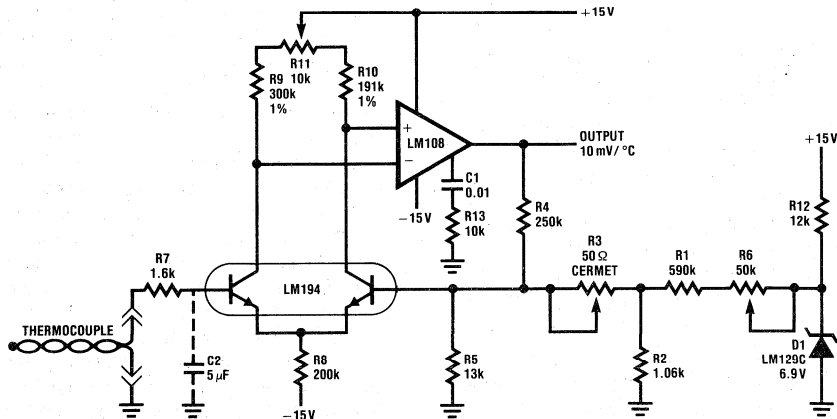 +15V
R11
10k
R9
300k
1%
R10
191k
1%
+
LM108
−
OUTPUT
10 mV/ °C
+15V
C1
0.01
−15V
R13
10k
R4
250k
R12
12k
R3
50 Ω
CERMET
R1
590k
R6
50k
R7
1.6k
LM194
THERMOCOUPLE
C2
5 µF
R8
200k
−15V
R5
13k
R2
1.06k
D1
LM129C
6.9V